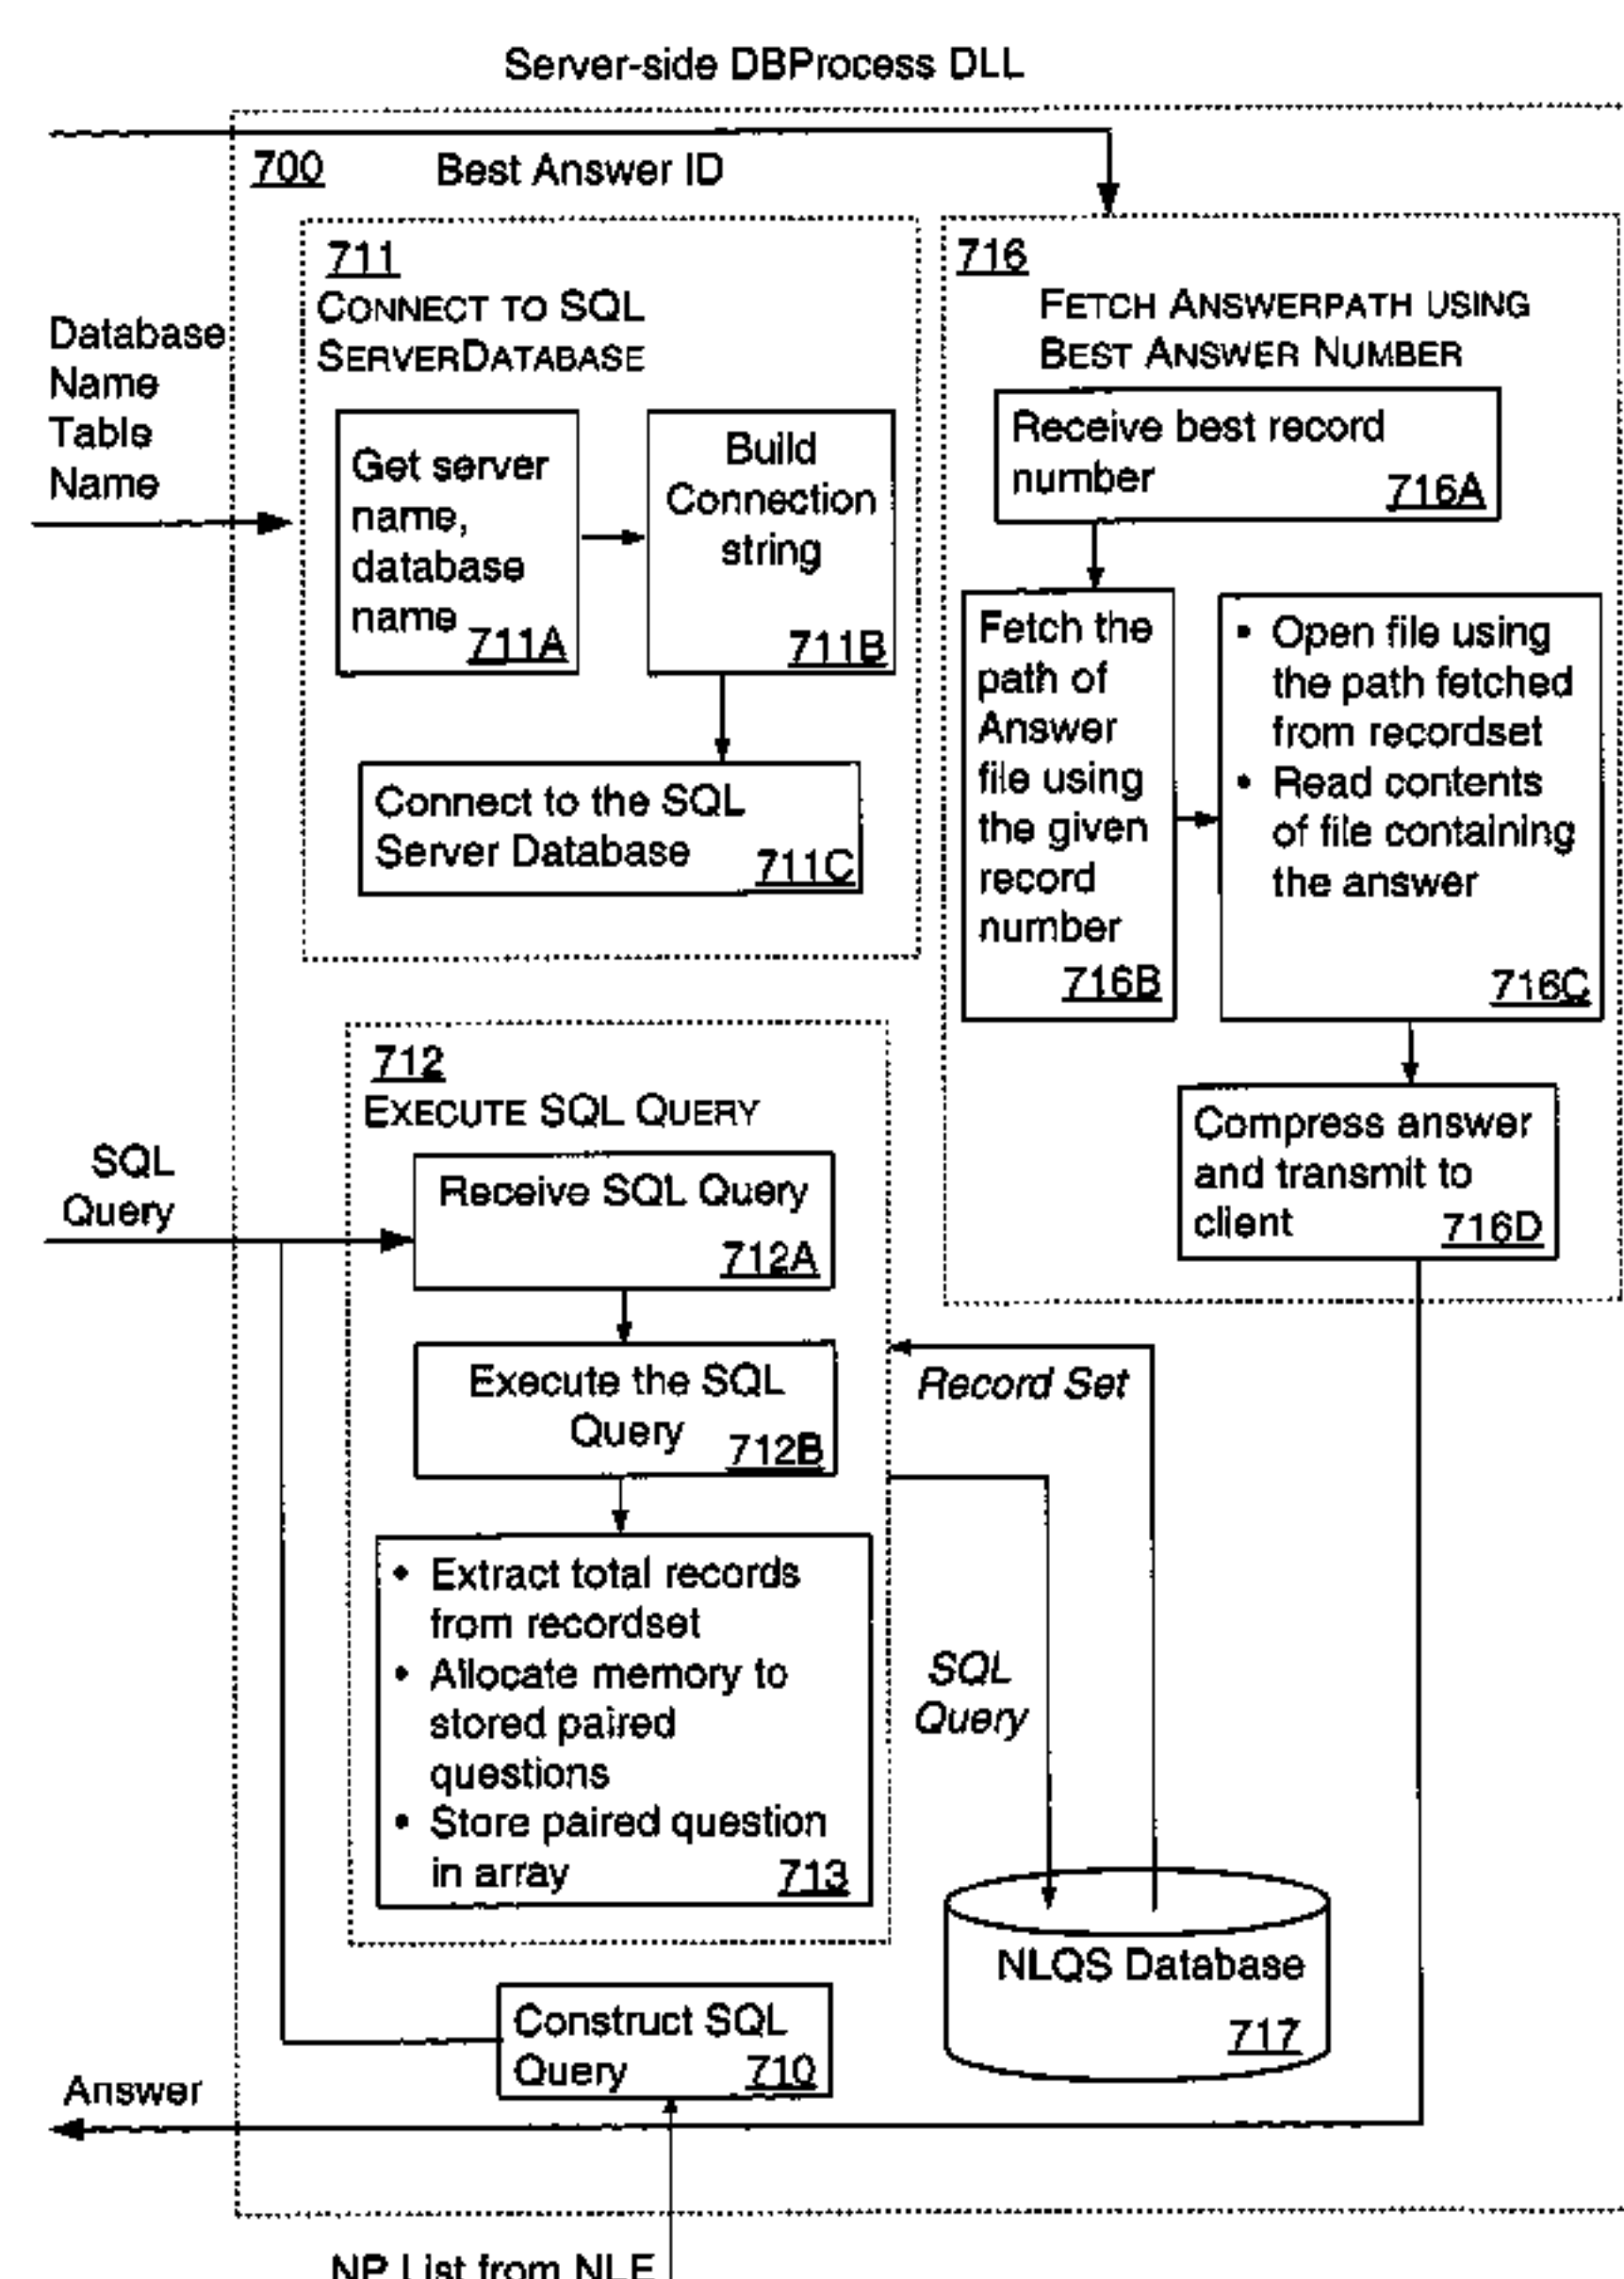 Server-side DBProcess DLL
700
Best Answer ID
Database
Name
Table
Name
711
CONNECT TO SQL
SERVERDATABASE
Get server
name,
database
name
711A
Build
Connection
string
711B
Connect to the SQL
Server Database
711C
716
FETCH ANSWERPATH USING
BEST ANSWER NUMBER
Receive best record
number
716A
Fetch the
path of
Answer
file using
the given
record
number
716B
• Open file using
the path fetched
from recordset
• Read contents
of file containing
the answer
716C
Compress answer
and transmit to
client
716D
SQL
Query
712
EXECUTE SQL QUERY
Receive SQL Query
712A
Execute the SQL
Query
712B
• Extract total records
from recordset
• Allocate memory to
stored paired
questions
• Store paired question
in array
713
Record Set
SQL
Query
NLQS Database
717
Construct SQL
Query
710
Answer
NP List from NLE